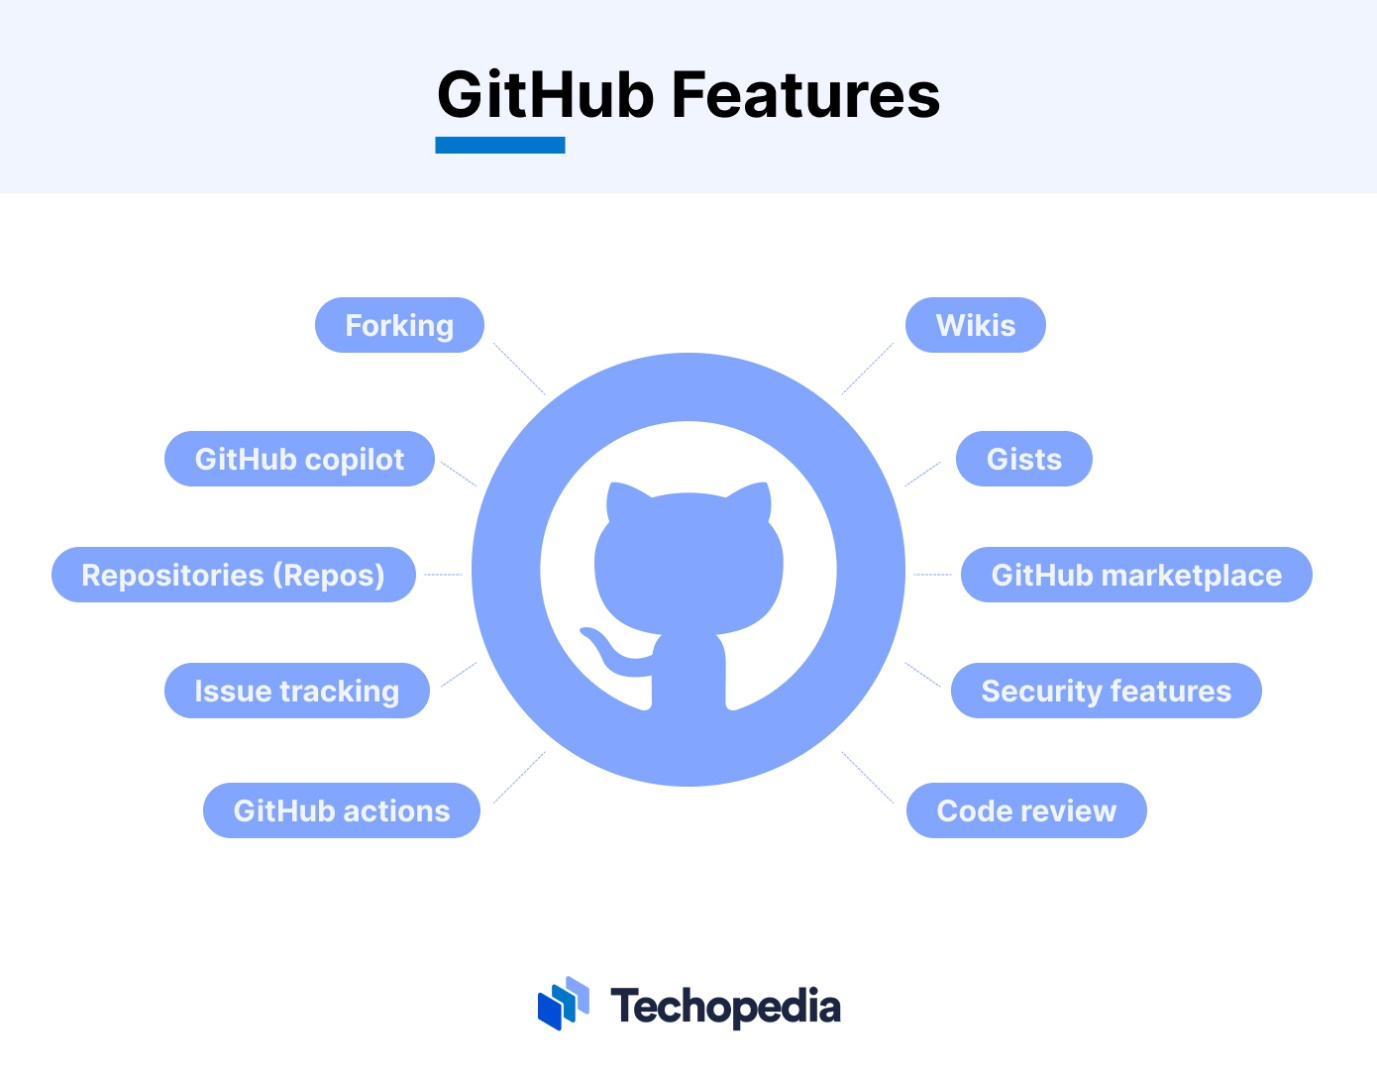 GitHub Features
Forking
Wikis
GitHub copilot
Gists
Repositories (Repos)
GitHub marketplace
Issue tracking
Security features
GitHub actions
Code review
Techopedia